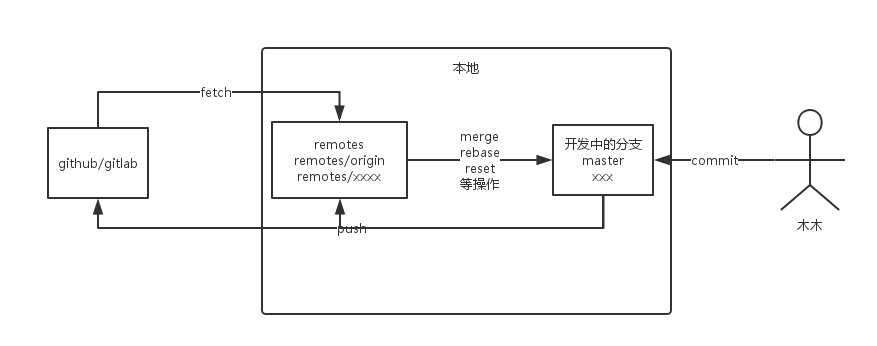 本地
fetch
github/gitlab
remotes
remotes/origin
remotes/xxxx
merge
rebase
reset
等操作
开发中的分支
master
xxx
commit
push
木木